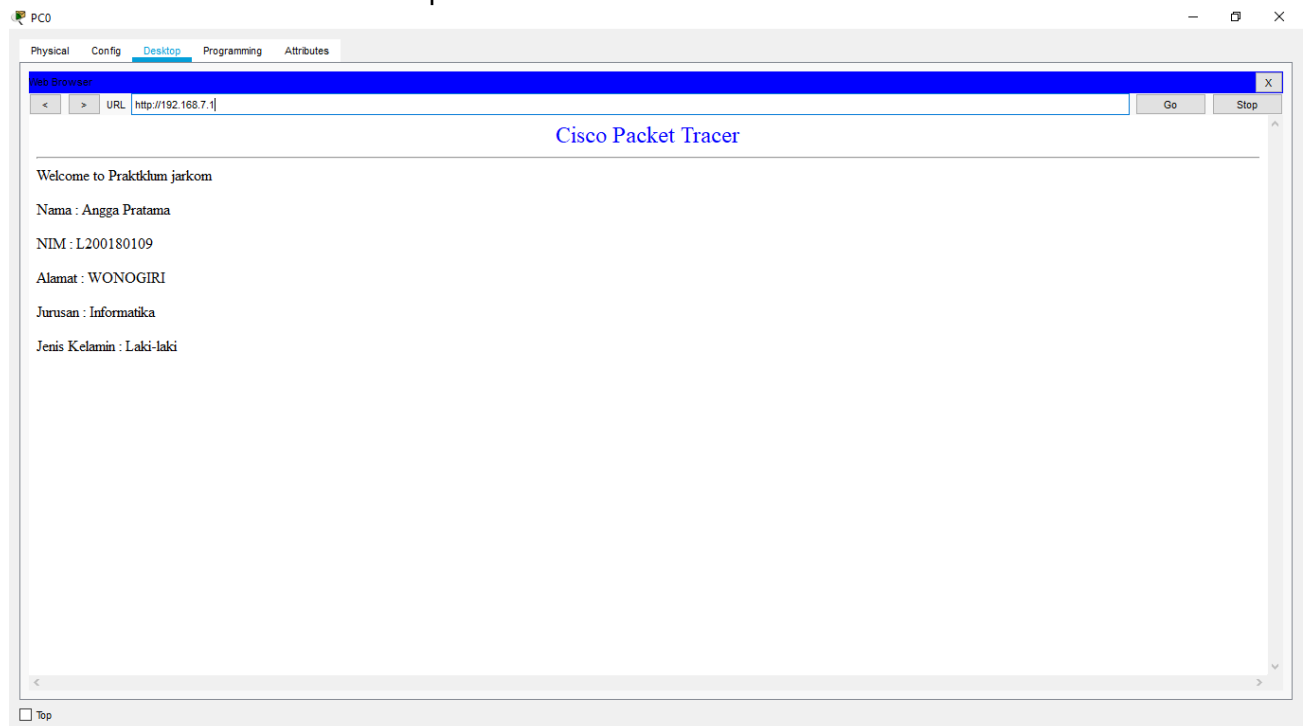 PC0
Physical Config Desktop Programming Attributes
Web Browser
X
< > URL http://192.168.7.1 Go Stop
Cisco Packet Tracer
Welcome to Praktklum jarkom
Nama : Angga Pratama
NIM : L200180109
Alamat : WONOGIRI
Jurusan : Informatika
Jenis Kelamin : Laki-laki
Top